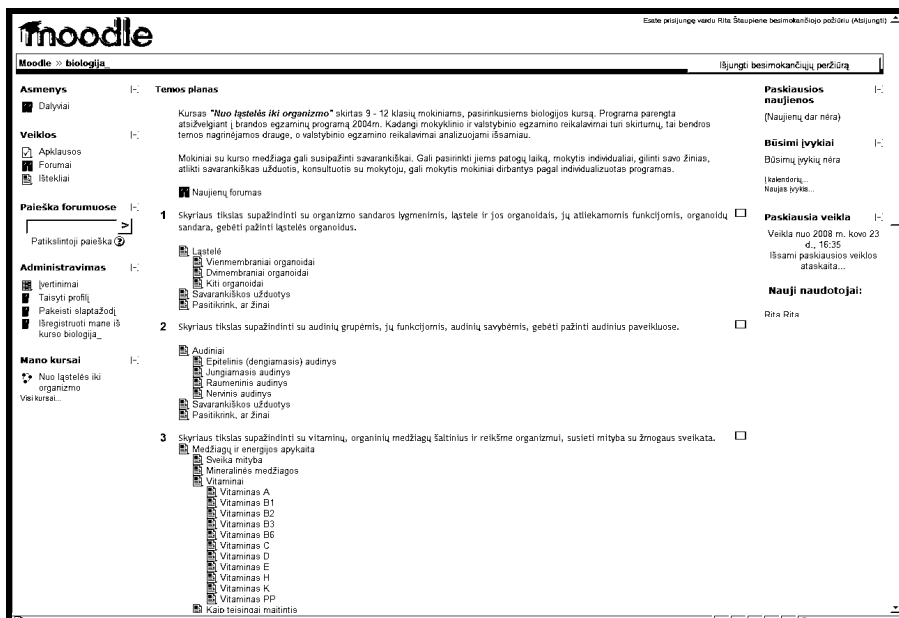 Esate prisijungę vardu Rita Štaupiene besimokančiojo požiūriu (Atsijungti)
moodle
Moodle » biologija_
Išjungti besimokančiųjų peržiūrą
Asmenys
Dalyviai
Veiklos
Apklausos
Forumai
Ištekliai
Paieška forumuose
>
Patikslintoji paieška ?
Administravimas
Įvertinimai
Taisyti profilį
Pakeisti slaptažodį
Išregistruoti mane iš
kurso biologija_
Mano kursai
Nuo ląstelės iki
organizmo
Visi kursai...
Temos planas
Kursas "Nuo ląstelės iki organizmo" skirtas 9 - 12 klasių mokiniams, pasirinkusiems biologijos kursą. Programa parengta
atsižvelgiant į brandos egzaminų programą 2004m. Kadangi mokyklinio ir valstybinio egzamino reikalavimai turi skirtumų, tai bendros
temos nagrinėjamos drauge, o valstybinio egzamino reikalavimai analizuojami išsamiau.
Mokiniai su kurso medžiaga gali susipažinti savarankiškai. Gali pasirinkti jiems patogų laiką, mokytis individualiai, gilinti savo žinias,
atlikti savarankiškas užduotis, konsultuotis su mokytoju, gali mokytis mokiniai dirbantys pagal individualizuotas programas.
Naujienų forumas
1 Skyriaus tikslas supažindinti su organizmo sandaros lygmenimis, ląstele ir jos organoidais, jų atliekamomis funkcijomis, organoidų
sandara, gebėti pažinti ląstelės organoidus.
Ląstelė
Vienmembraniai organoidai
Dvimembraniai organoidai
Kiti organoidai
Savarankiškos užduotys
Pasitikrink, ar žinai
2 Skyriaus tikslas supažindinti su audinių grupėmis, jų funkcijomis, audinių savybėmis, gebėti pažinti audinius paveiksluose.
Audiniai
Epitelinis (dengiamasis) audinys
Jungiamasis audinys
Raumeninis audinys
Nervinis audinys
Savarankiškos užduotys
Pasitikrink, ar žinai
3 Skyriaus tikslas supažindinti su vitaminų, organinių medžiagų šaltinius ir reikšme organizmui, susieti mityba su žmogaus sveikata.
Medžiagų ir energijos apykaita
Sveika mityba
Mineralinės medžiagos
Vitaminai
Vitaminas A
Vitaminas B1
Vitaminas B2
Vitaminas B3
Vitaminas B6
Vitaminas C
Vitaminas D
Vitaminas E
Vitaminas H
Vitaminas K
Vitaminas PP
Kaip teisingai maitintis
Paskiausios
naujienos
(Naujienų dar nėra)
Būsimi įvykiai
Būsimų įvykių nėra
Į kalendorių...
Naujas įvykis...
Paskiausia veikla
Veikla nuo 2008 m. kovo 23
d., 16:35
Išsami paskiausios veiklos
ataskaita...
Nauji naudotojai:
Rita Rita